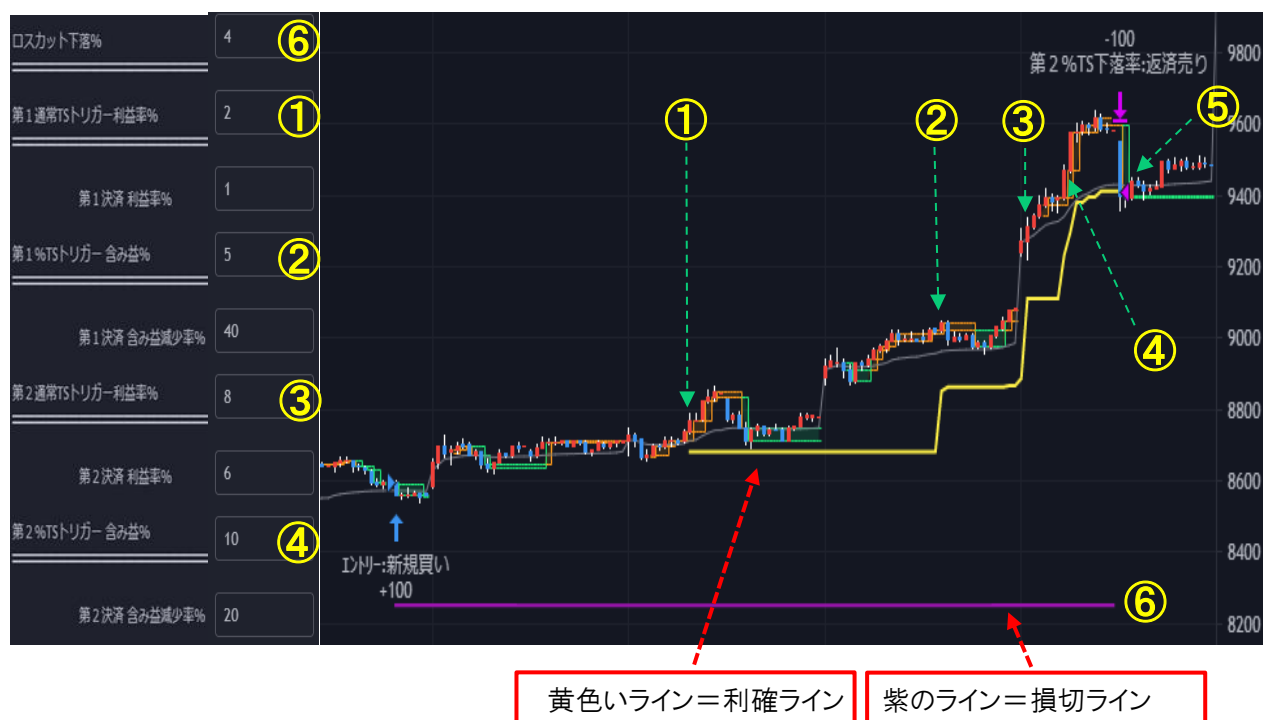 ロスカット下落% 4 ⑥
第1通常TSトリガー利益率% 2 ①
第1決済 利益率% 1
第1%TSトリガー 含み益% 5 ②
第1決済 含み益減少率% 40
第2通常TSトリガー利益率% 8 ③
第2決済 利益率% 6
第2%TSトリガー 含み益% 10 ④
第2決済 含み益減少率% 20
-100
第2%TS下落率:返済売り
① ② ③ ⑤
④
エントリー:新規買い
+100
⑥
9800
9600
9400
9200
9000
8800
8600
8400
8200
黄色いライン=利確ライン
紫のライン=損切ライン